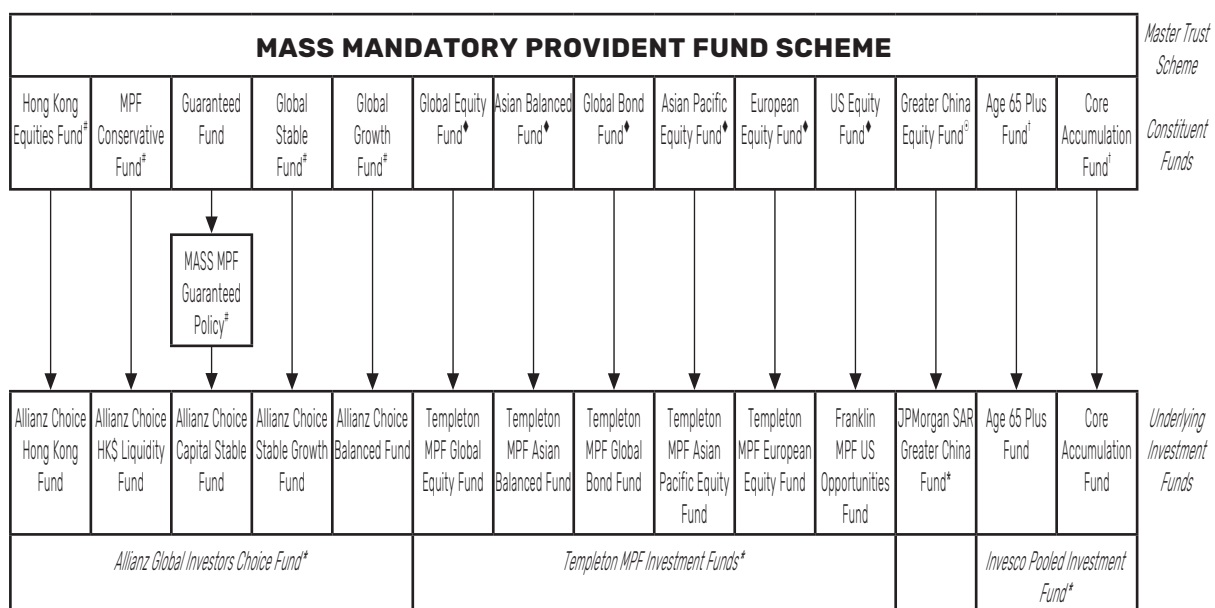 MASS MANDATORY PROVIDENT FUND SCHEME
Master Trust
Scheme
Hong Kong
Equities Fund#
MPF
Conservative
Fund#
Guaranteed
Fund
Global
Stable
Fund#
Global
Growth
Fund#
Global Equity
Fund♦
Asian Balanced
Fund♦
Global Bond
Fund♦
Asian Pacific
Equity Fund♦
European
Equity Fund♦
US Equity
Fund♦
Greater China
Equity Fund⊙
Age 65 Plus
Fund†
Core
Accumulation
Fund†
Constituent
Funds
MASS MPF
Guaranteed
Policy#
Allianz Choice
Hong Kong
Fund
Allianz Choice
HK$ Liquidity
Fund
Allianz Choice
Capital Stable
Fund
Allianz Choice
Stable Growth
Fund
Allianz Choice
Balanced Fund
Templeton
MPF Global
Equity Fund
Templeton
MPF Asian
Balanced Fund
Templeton
MPF Global
Bond Fund
Templeton
MPF Asian
Pacific Equity
Fund
Templeton
MPF European
Equity Fund
Franklin
MPF US
Opportunities
Fund
JPMorgan SAR
Greater China
Fund*
Age 65 Plus
Fund
Core
Accumulation
Fund
Underlying
Investment
Funds
Allianz Global Investors Choice Fund*
Templeton MPF Investment Funds*
Invesco Pooled Investment
Fund*